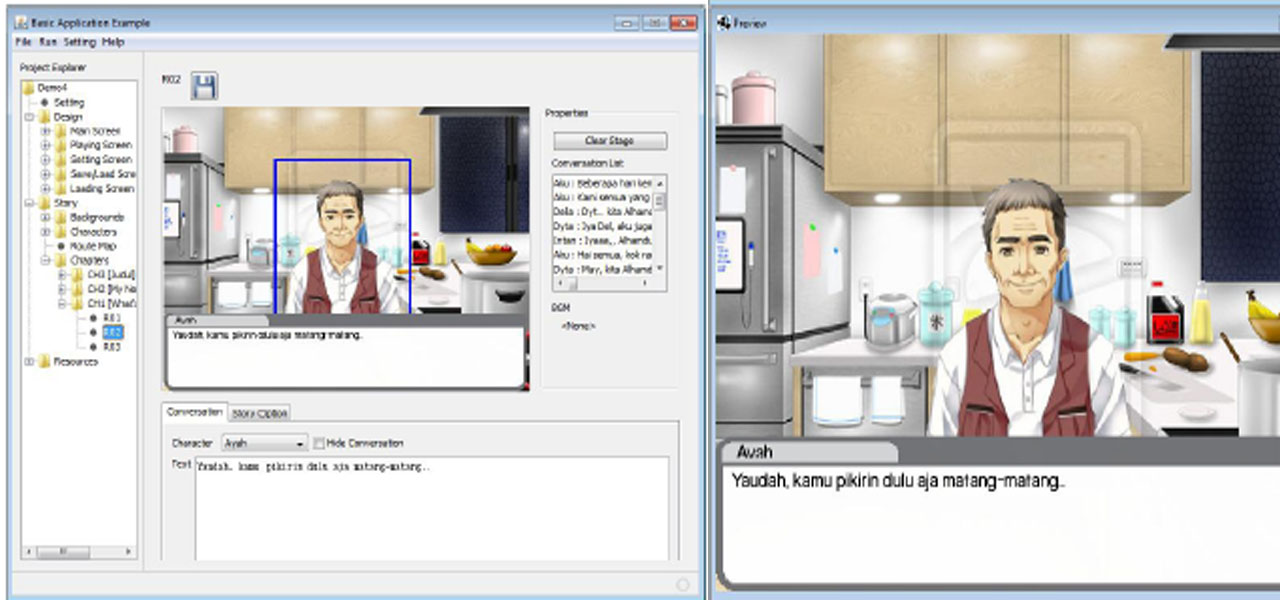 Basic Application Example
File Run Setting Help
Project Explorer
Demo4
Setting
Design
Main Screen
Playing Screen
Setting Screen
Save/Load Scre
Loading Screen
Story
Backgrounds
Characters
Route Map
Chapters
CH3 [Judul]
CH2 [My He
CH1 [What'
R01
R02
R03
Resources
R02
Ayah
Yaudah, kamu pikirin dulu aja matang-matang..
Properties
Clear Stage
Conversation List
Aku : Beberapa hari ken
Aku : Kami semua yang
Della : Dyt.. kita Alham
Dyta : Iya Del, aku juga
Intan : Iyaaa,, Alhamdu
Aku : Hai semua, kok na
Dyta : May, kita Alhamd
BGM
<None>
Conversation
Story Option
Character Ayah Hide Conversation
Text Yaudah, kamu pikirin dulu aja matang-matang..
Preview
Ayah
Yaudah, kamu pikirin dulu aja matang-matang..